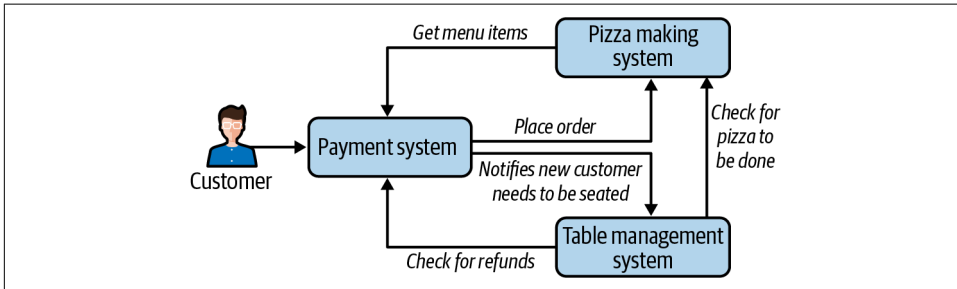 Get menu items
Pizza making
system
Place order
Check for
pizza to
be done
Payment system
Customer
Notifies new customer
needs to be seated
Table management
system
Check for refunds